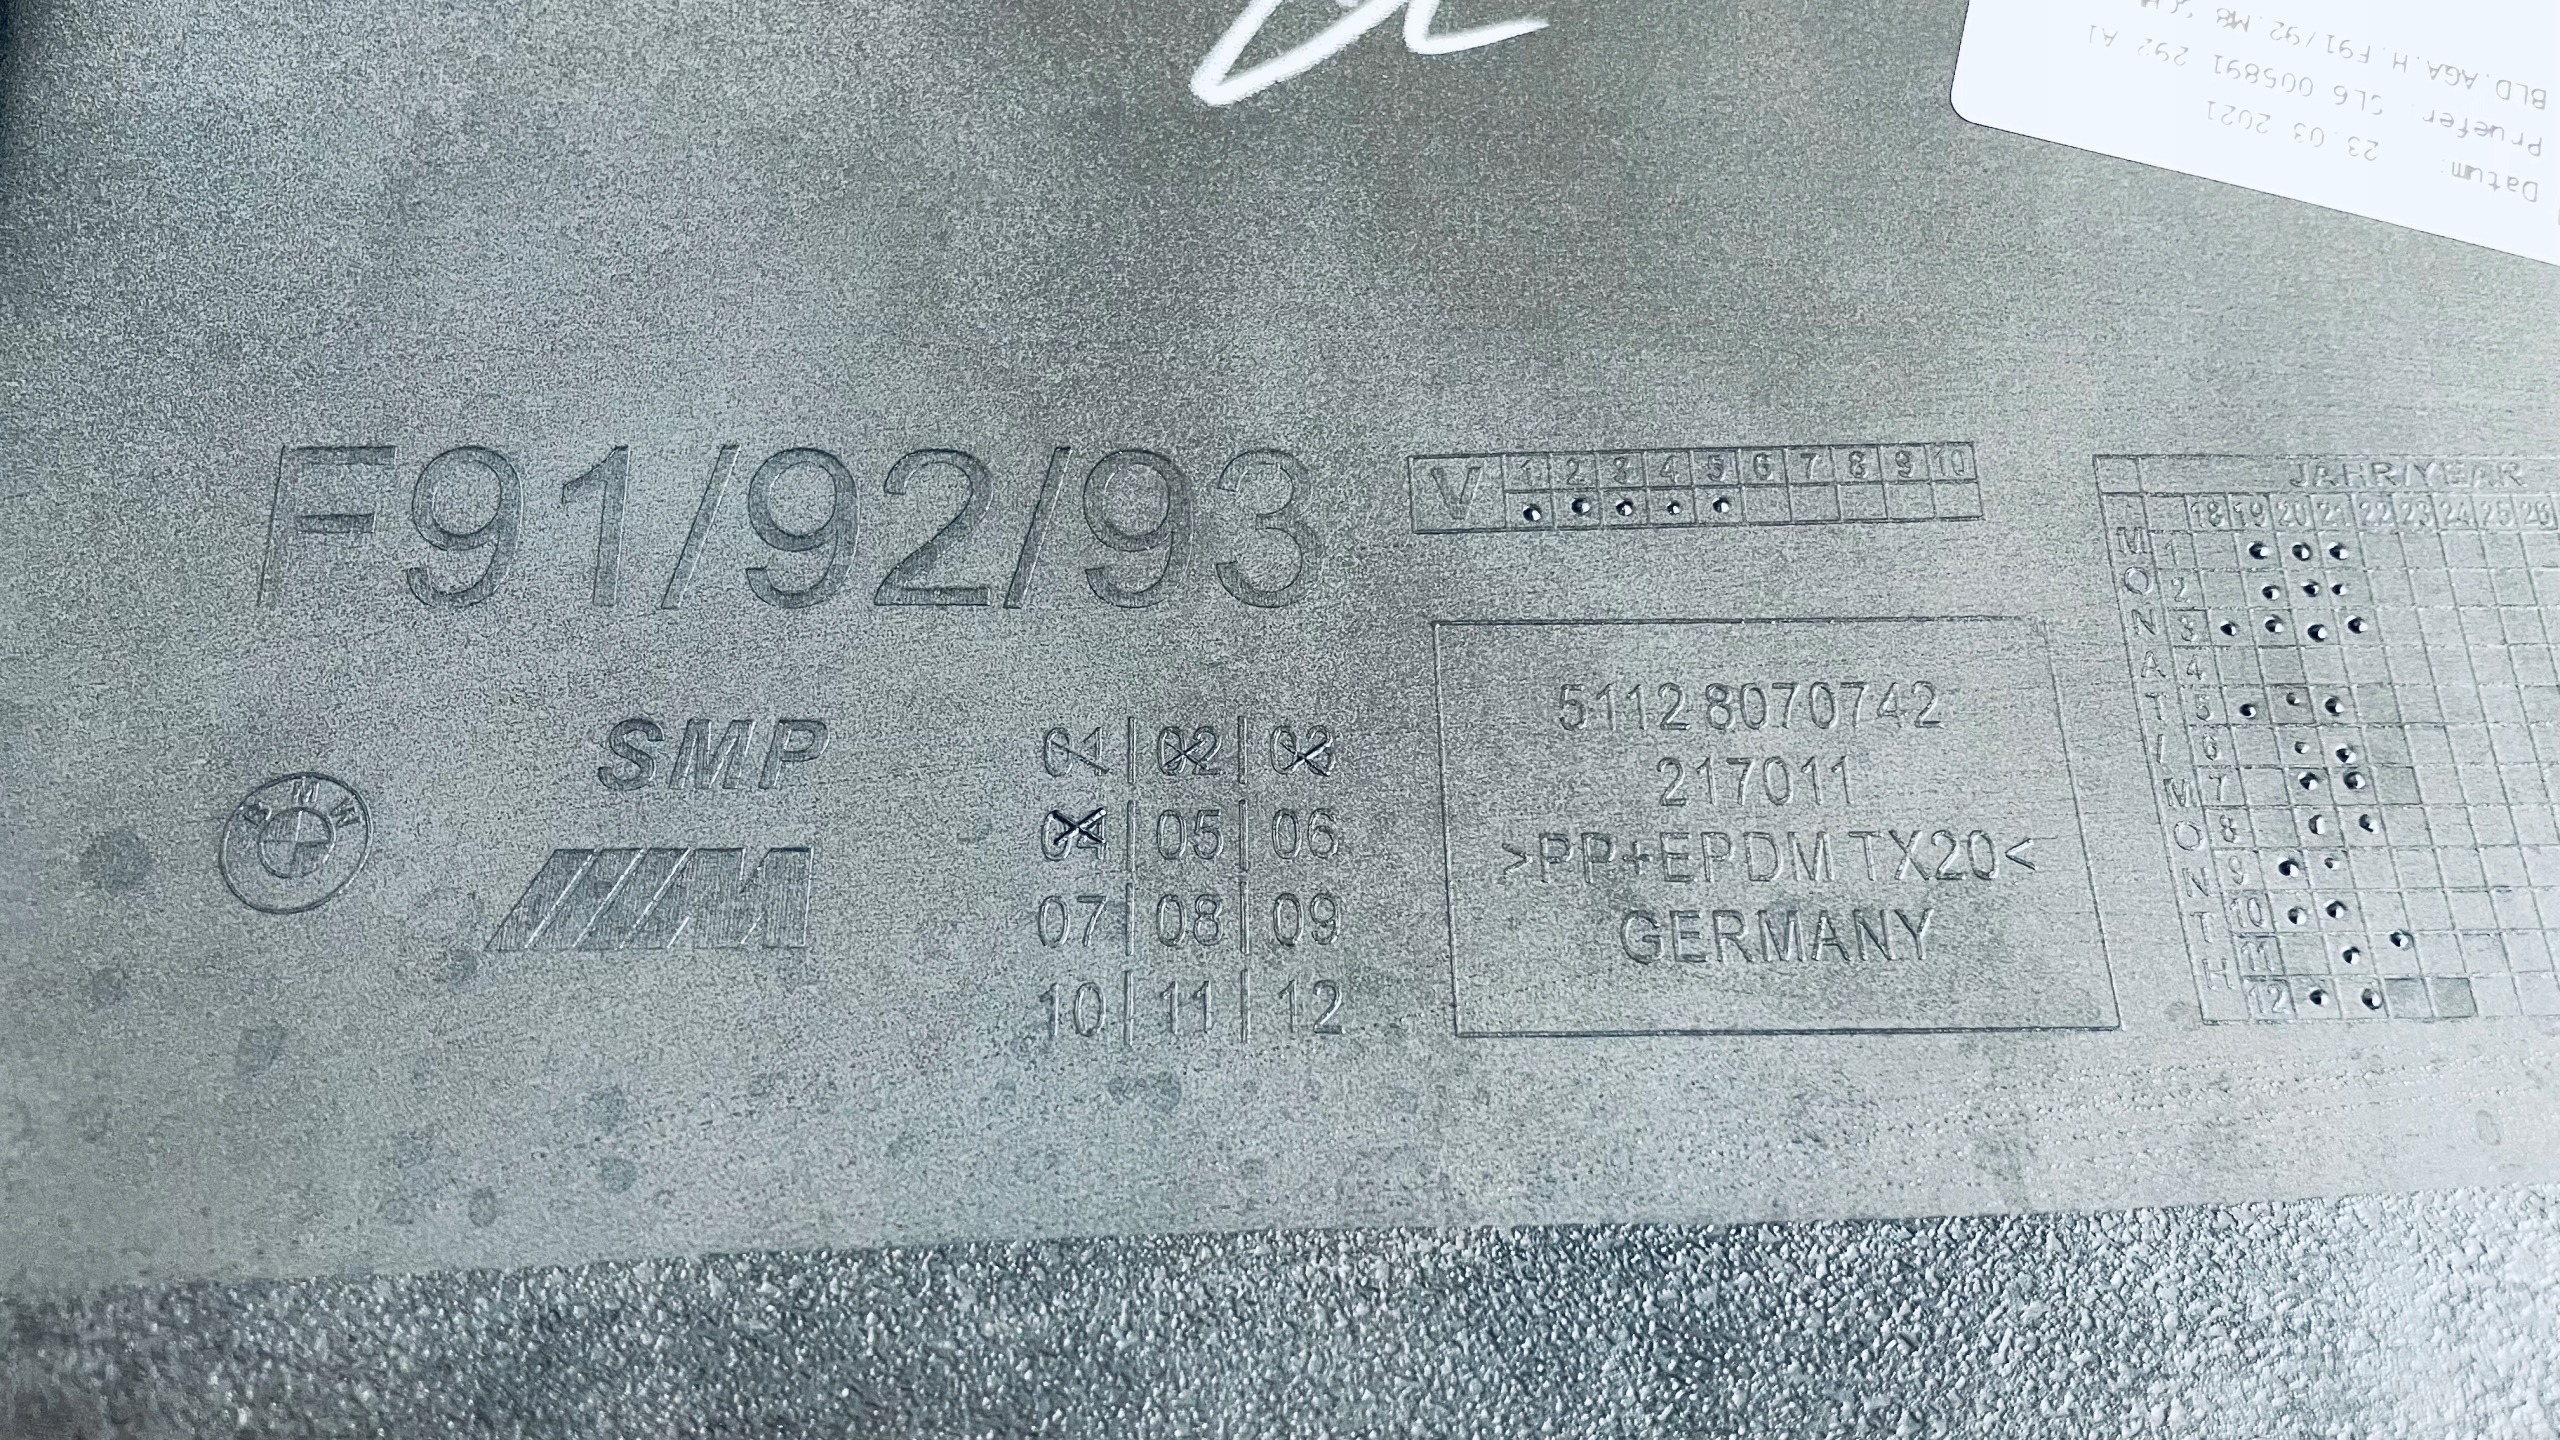 BLD.AGA.H.F91/92.M8
Pruefer. CL6 005891 292 A1
Datum: 23.03 2021
F91/92/93
V 1 2 3 4 5 6 7 8 9 10
JAHR/YEAR
18 19 20 21 22 23 24 25 26
MONAT/MONTH
1
2
3
4
5
6
7
8
9
10
11
12
BMW
SMP
M
01|02|03
04|05|06
07|08|09
10|11|12
5112 8070742
217011
>PP+EPDM TX20<
GERMANY